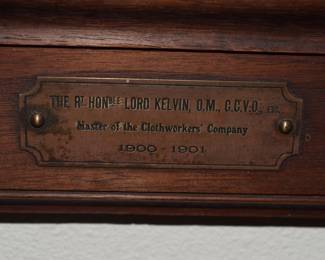 THE RT HONBLE LORD KELVIN, O.M., G.C.V.O., &c.
Master of the Clothworkers' Company
1900 - 1901